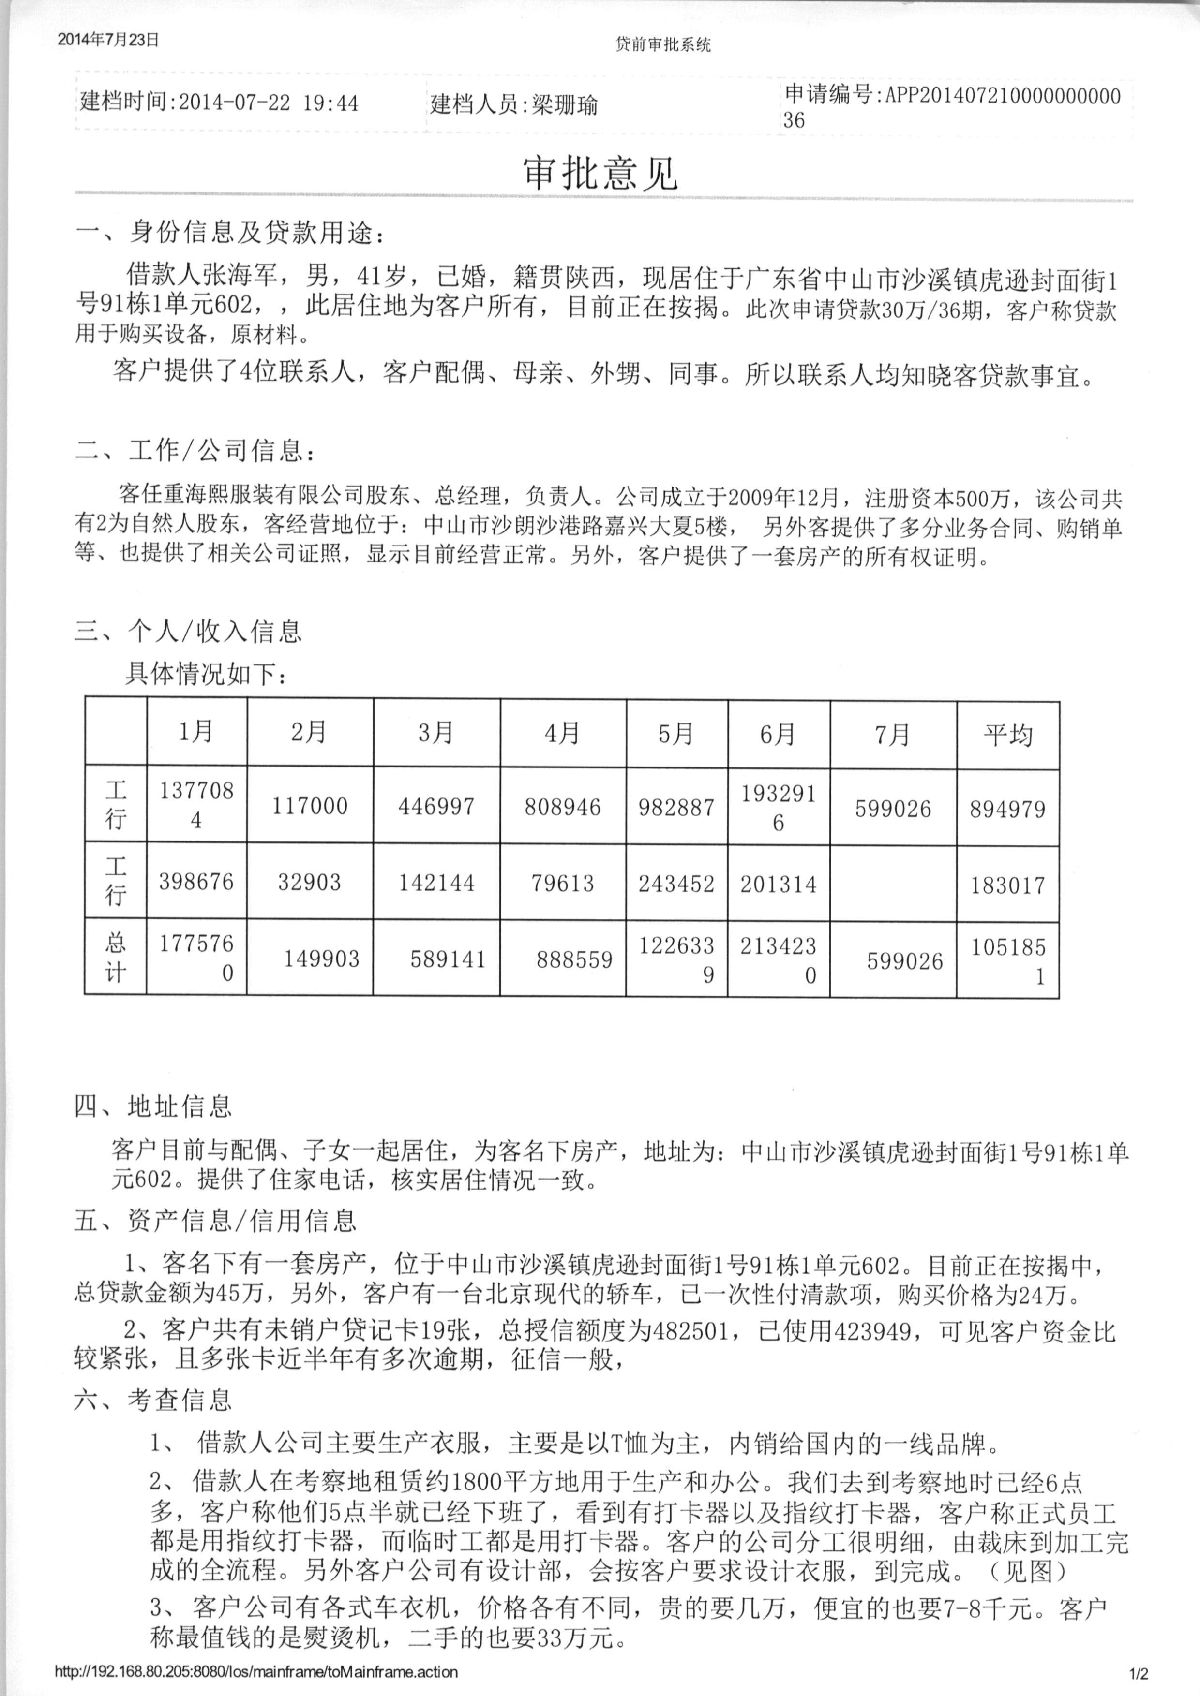 2014年7月23日
贷前审批系统
建档时间:2014-07-22 19:44
建档人员:梁珊瑜
申请编号:APP201407210000000000
36
审批意见
一、身份信息及贷款用途：
借款人张海军，男，41岁，已婚，籍贯陕西，现居住于广东省中山市沙溪镇虎逊封面街1
号91栋1单元602，，此居住地为客户所有，目前正在按揭。此次申请贷款30万/36期，客户称贷款
用于购买设备，原材料。
客户提供了4位联系人，客户配偶、母亲、外甥、同事。所以联系人均知晓客贷款事宜。
二、工作/公司信息：
客任重海熙服装有限公司股东、总经理，负责人。公司成立于2009年12月，注册资本500万，该公司共
有2为自然人股东，客经营地位于：中山市沙朗沙港路嘉兴大夏5楼， 另外客提供了多分业务合同、购销单
等、也提供了相关公司证照，显示目前经营正常。另外，客户提供了一套房产的所有权证明。
三、个人/收入信息
具体情况如下：
1月 2月 3月 4月 5月 6月 7月 平均
工行 1377084 117000 446997 808946 982887 1932916 599026 894979
工行 398676 32903 142144 79613 243452 201314 183017
总计 1775760 149903 589141 888559 1226339 2134230 599026 1051851
四、地址信息
客户目前与配偶、子女一起居住，为客名下房产，地址为：中山市沙溪镇虎逊封面街1号91栋1单
元602。提供了住家电话，核实居住情况一致。
五、资产信息/信用信息
1、客名下有一套房产，位于中山市沙溪镇虎逊封面街1号91栋1单元602。目前正在按揭中，
总贷款金额为45万，另外，客户有一台北京现代的轿车，已一次性付清款项，购买价格为24万。
2、客户共有未销户贷记卡19张，总授信额度为482501，已使用423949，可见客户资金比
较紧张，且多张卡近半年有多次逾期，征信一般，
六、考查信息
1、 借款人公司主要生产衣服，主要是以T恤为主，内销给国内的一线品牌。
2、 借款人在考察地租赁约1800平方地用于生产和办公。我们去到考察地时已经6点
多，客户称他们5点半就已经下班了，看到有打卡器以及指纹打卡器，客户称正式员工
都是用指纹打卡器，而临时工都是用打卡器。客户的公司分工很明细，由裁床到加工完
成的全流程。另外客户公司有设计部，会按客户要求设计衣服，到完成。（见图）
3、 客户公司有各式车衣机，价格各有不同，贵的要几万，便宜的也要7-8千元。客户
称最值钱的是熨烫机，二手的也要33万元。
http://192.168.80.205:8080/los/mainframe/toMainframe.action
1/2